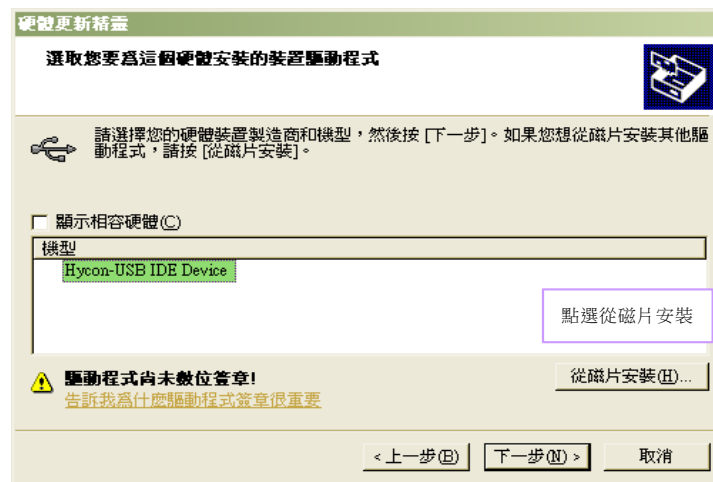 硬體更新精靈
選取您要為這個硬體安裝的裝置驅動程式
請選擇您的硬體裝置製造商和機型，然後按 [下一步]。如果您想從磁片安裝其他驅
動程式，請按 [從磁片安裝]。
顯示相容硬體(C)
機型
Hycon-USB IDE Device
點選從磁片安裝
驅動程式尚未數位簽章!
告訴我為什麼驅動程式簽章很重要
從磁片安裝(H)...
< 上一步(B)
下一步(N) >
取消